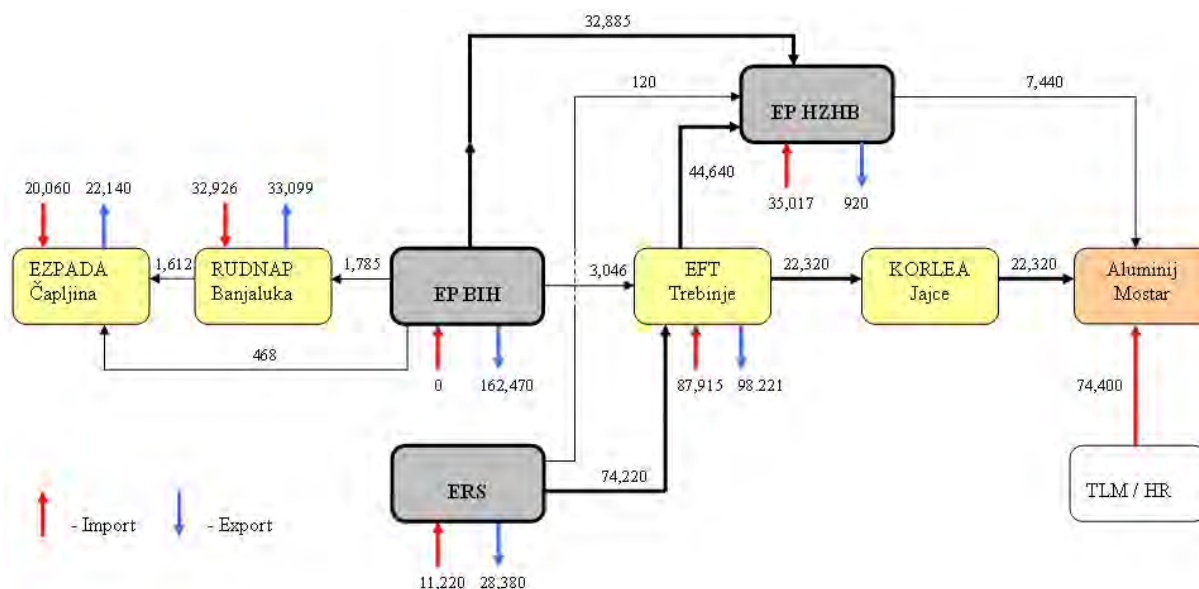 32,885
120
7,440
EP HZHB
44,640
20,060
22,140
32,926
33,099
35,017
920
EZPADA
Čapljina
1,612
RUDNAP
Banjaluka
1,785
EP BIH
3,046
EFT
Trebinje
22,320
KORLEA
Jajce
22,320
Aluminij
Mostar
468
0
162,470
87,915
98.221
74,400
ERS
74,220
TLM / HR
- Import
- Export
11,220
28,380